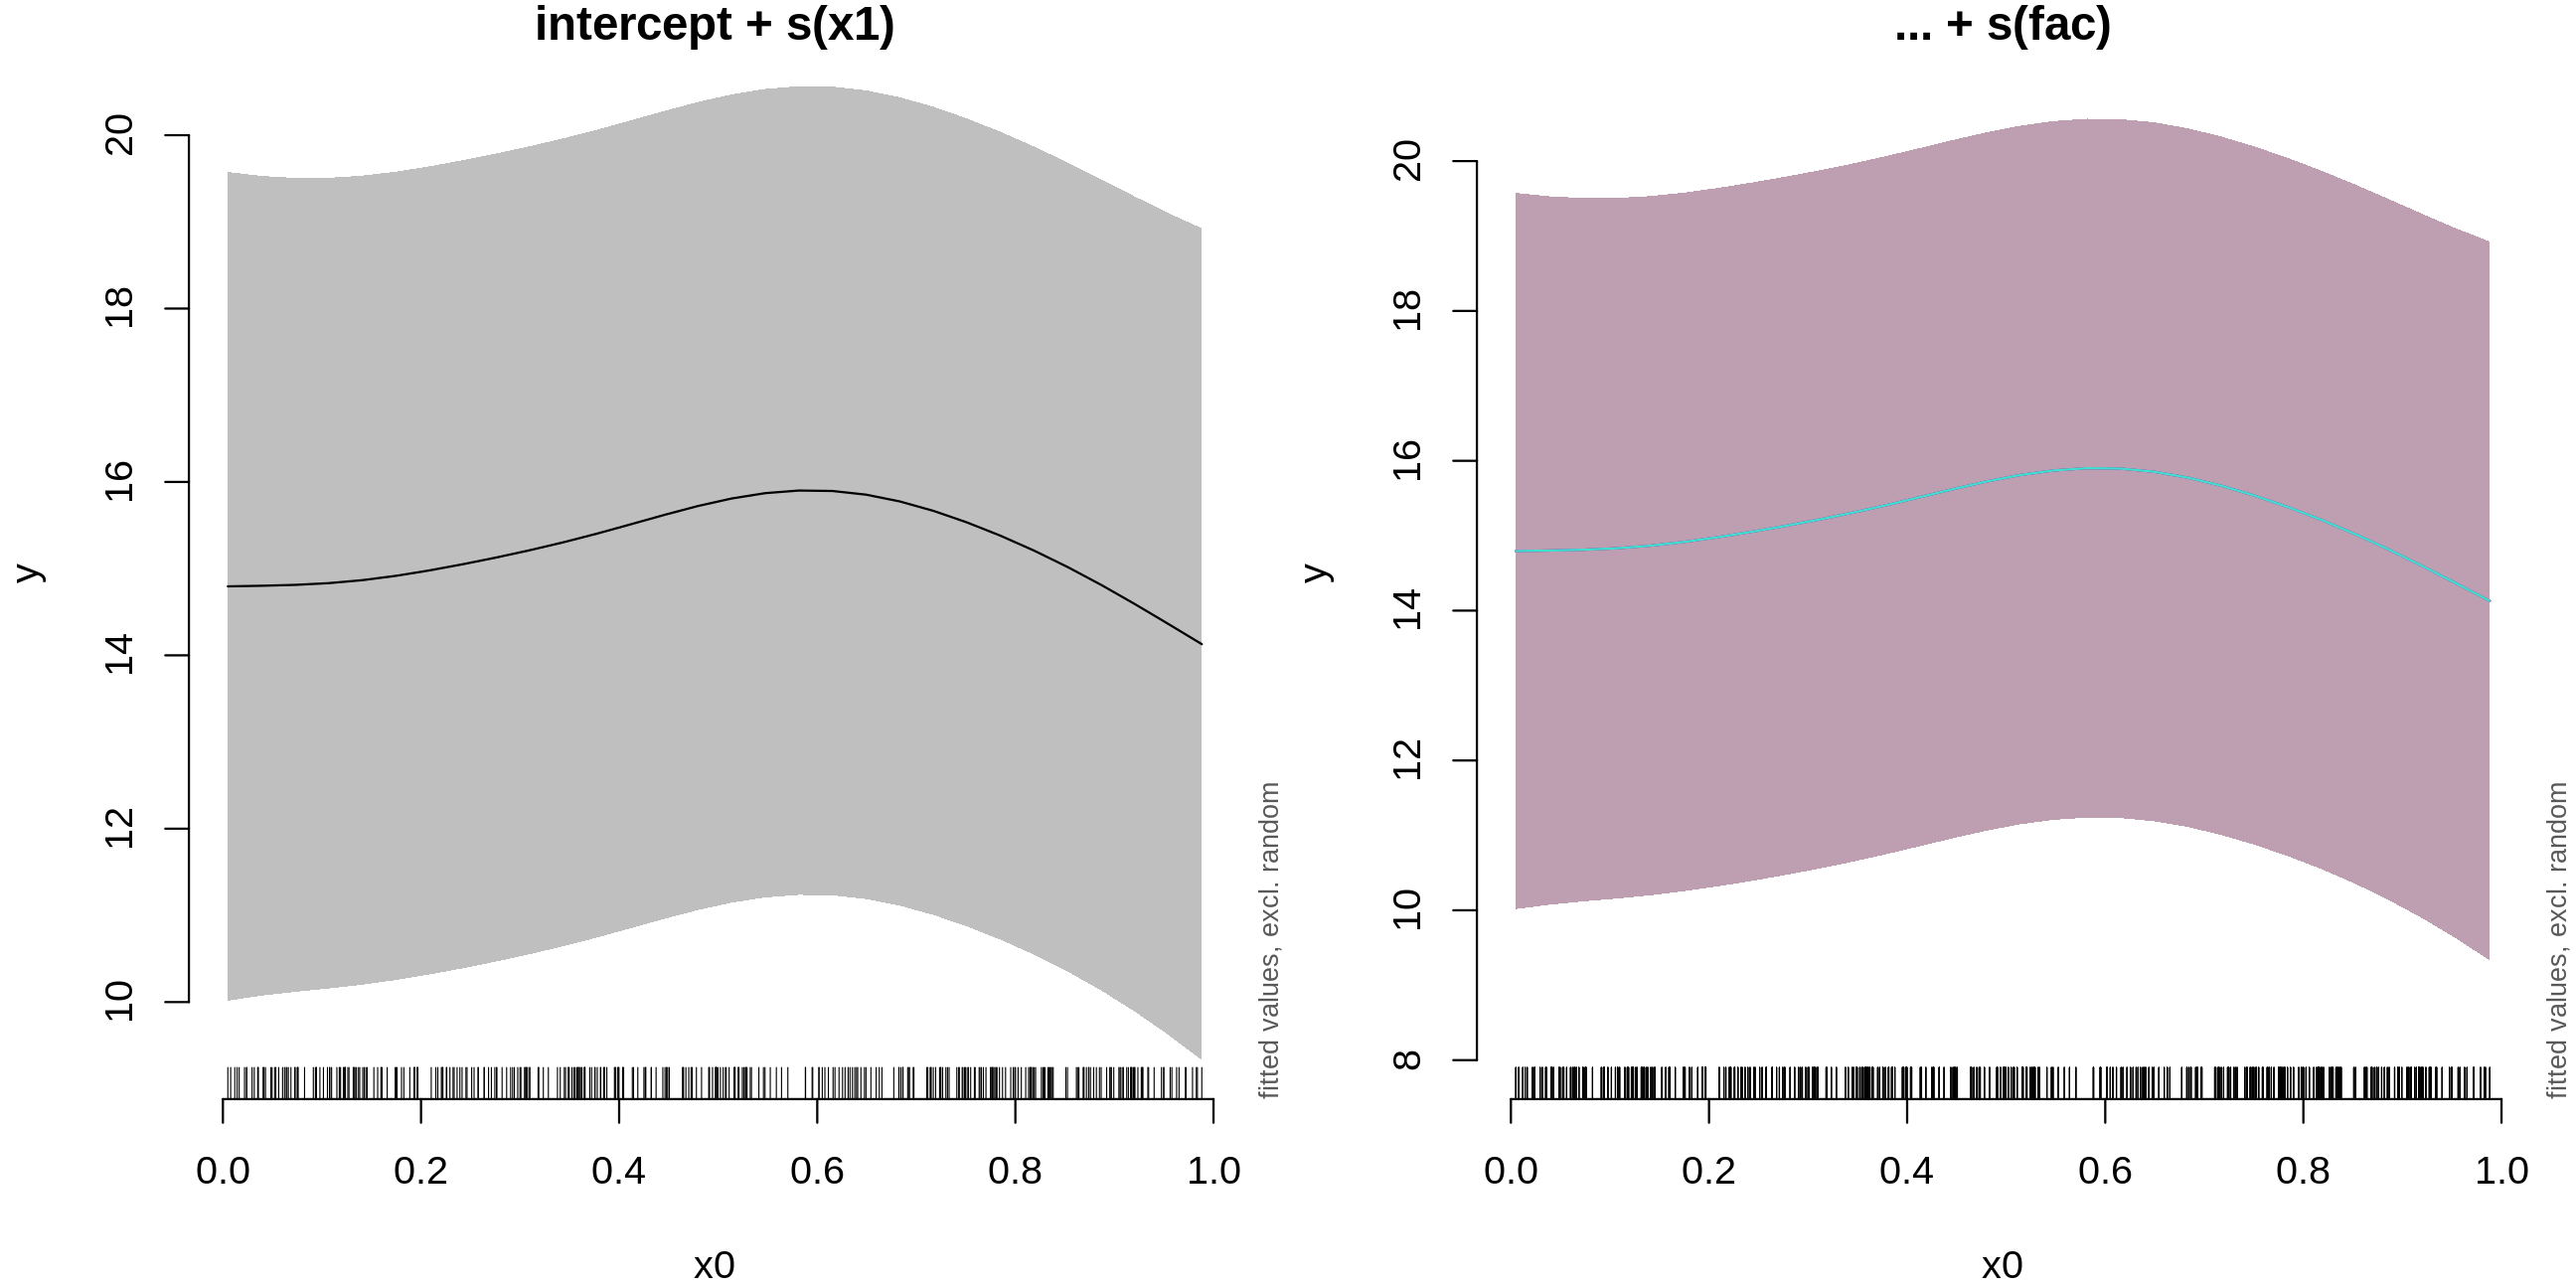 intercept + s(x1)
20
18
16
14
12
10
y
0.0 0.2 0.4 0.6 0.8 1.0
x0
fitted values, excl. random
... + s(fac)
20
18
16
14
12
10
8
y
0.0 0.2 0.4 0.6 0.8 1.0
x0
fitted values, excl. random